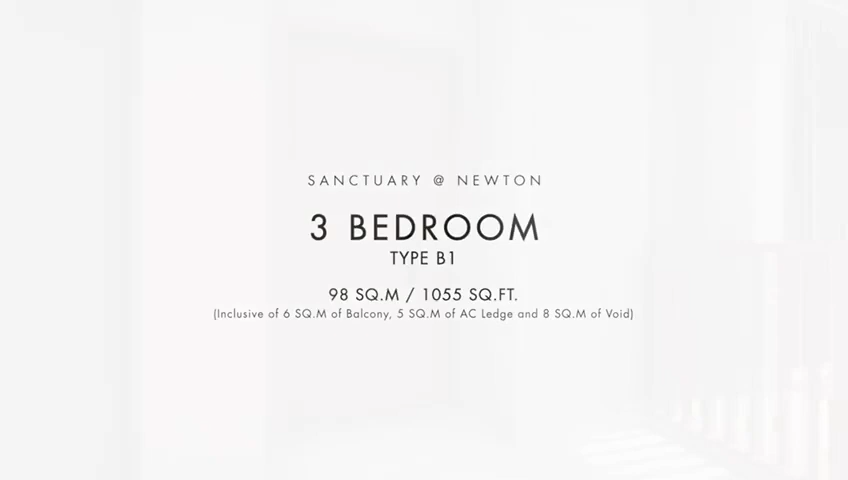 SANCTUARY @ NEWTON
3 BEDROOM
TYPE B1
98 SQ.M / 1055 SQ.FT.
(Inclusive of 6 SQ.M of Balcony, 5 SQ.M of AC Ledge and 8 SQ.M of Void)